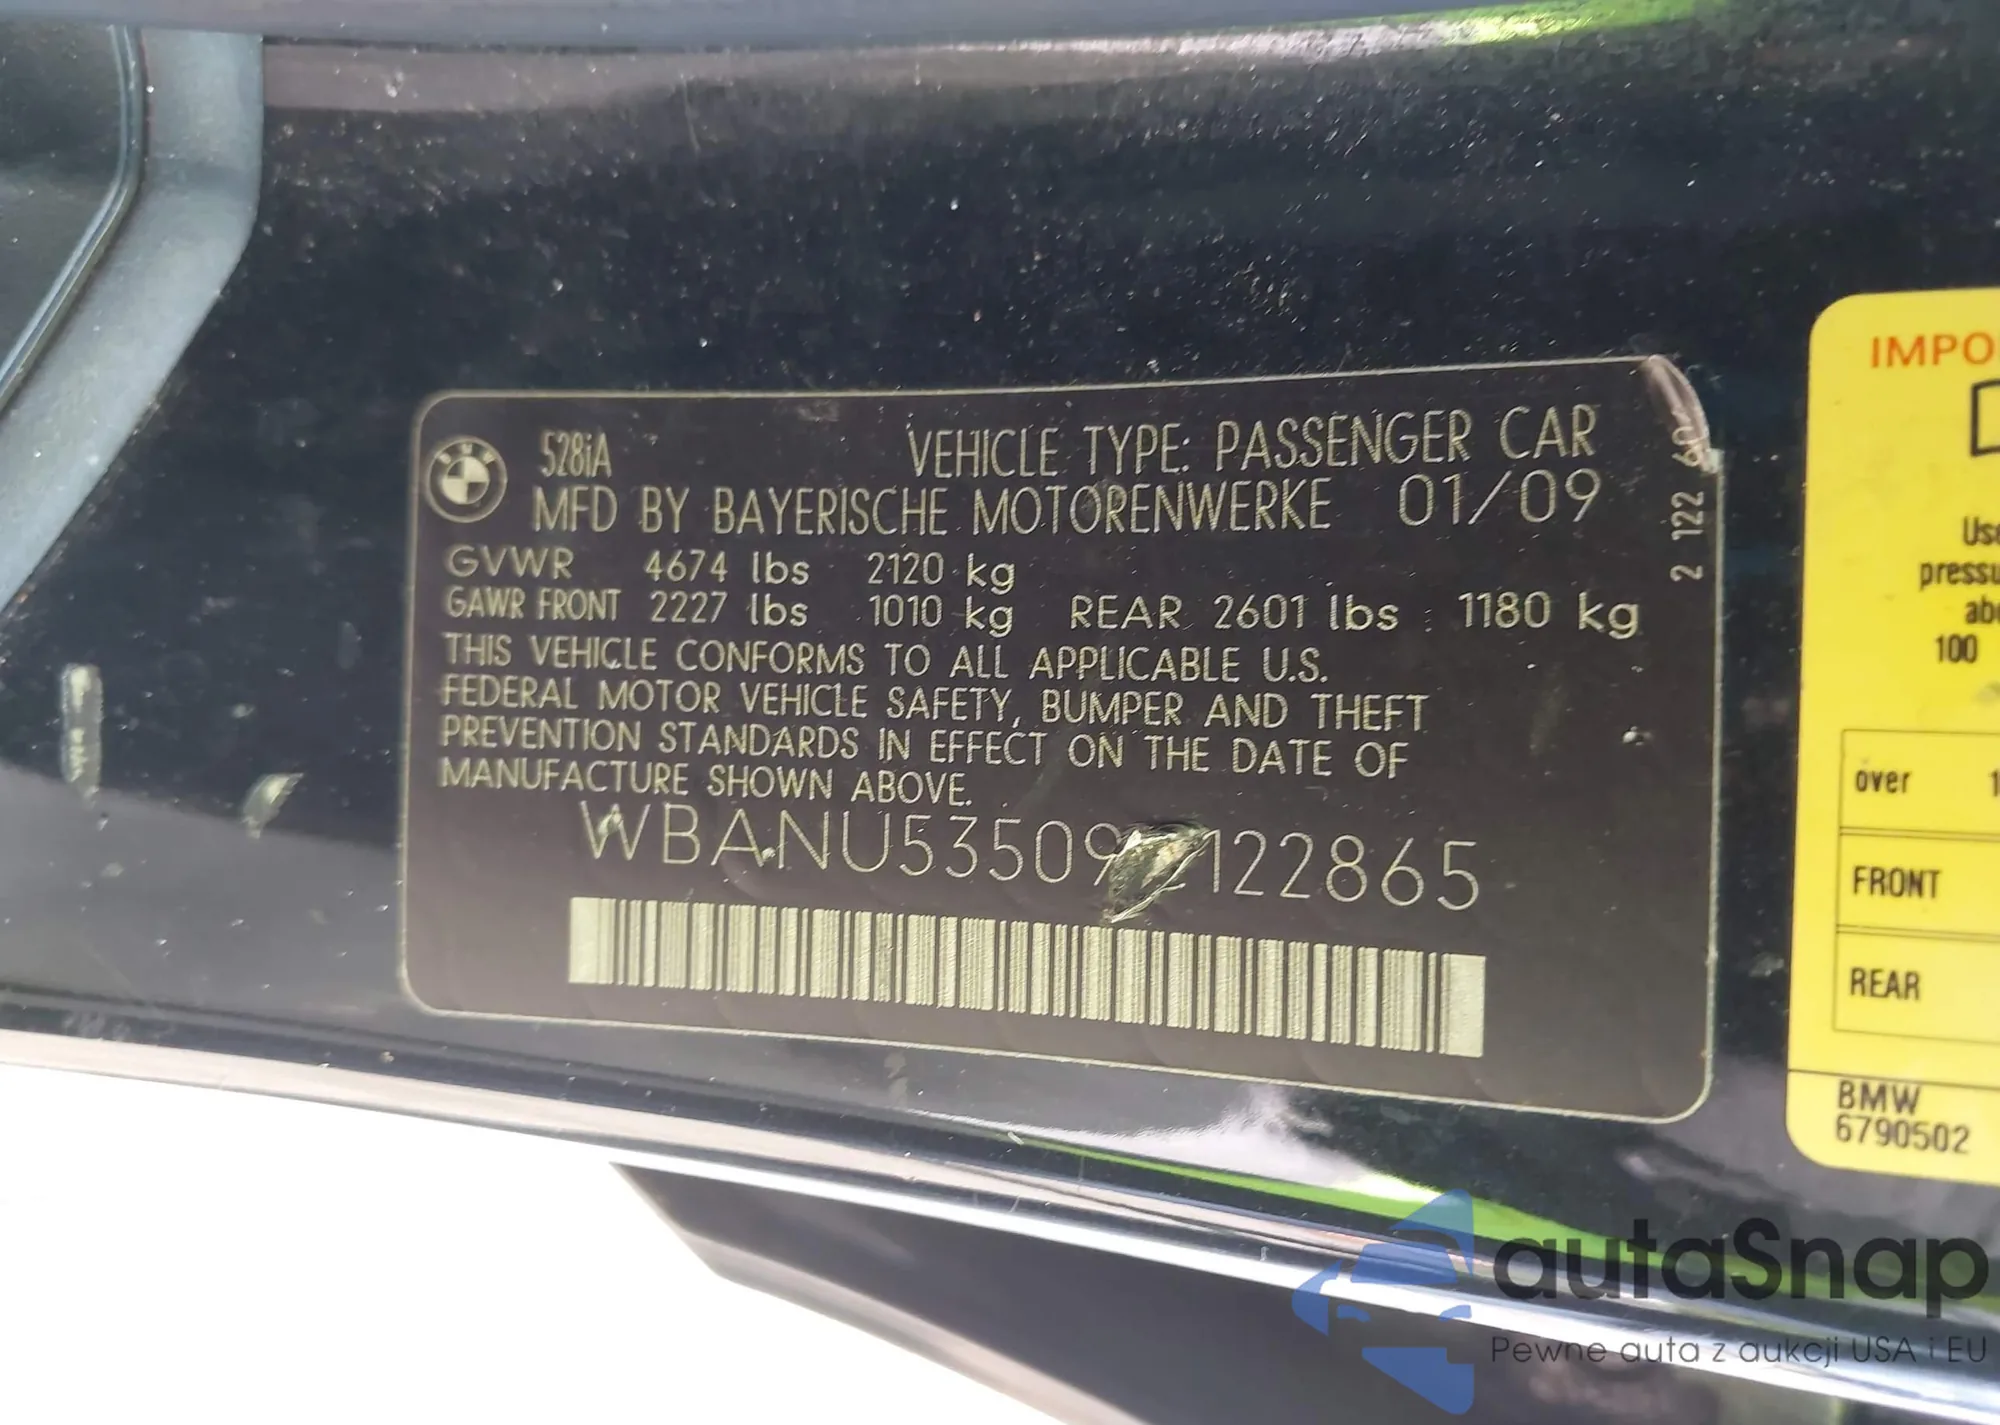 528iA VEHICLE TYPE: PASSENGER CAR
MFD BY BAYERISCHE MOTORENWERKE 01/09
GVWR 4674 lbs 2120 kg
GAWR FRONT 2227 lbs 1010 kg REAR 2601 lbs 1180 kg
THIS VEHICLE CONFORMS TO ALL APPLICABLE U.S.
FEDERAL MOTOR VEHICLE SAFETY, BUMPER AND THEFT
PREVENTION STANDARDS IN EFFECT ON THE DATE OF
MANUFACTURE SHOWN ABOVE.
2 122
BMW
over
FRONT
REAR
100
BMW
6790502
autaSnap
Pewne auta z aukcji USA i EU